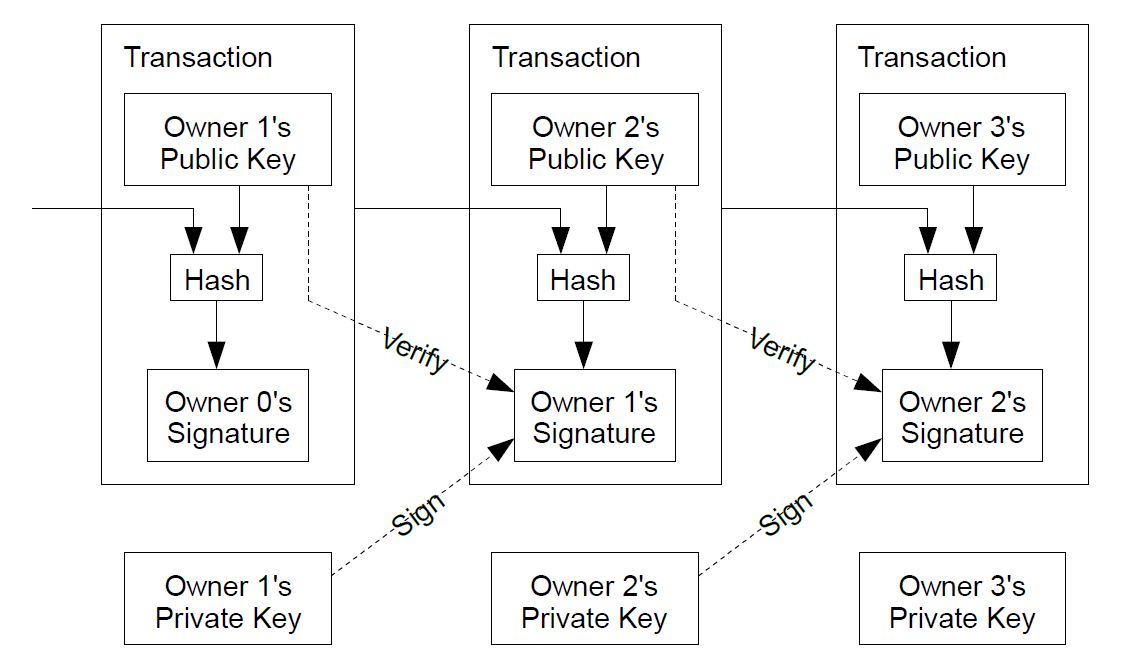 Transaction
Transaction
Transaction
Owner 1's
Public Key
Owner 2's
Public Key
Owner 3's
Public Key
Hash
Hash
Hash
Verify
Verify
Owner 0's
Signature
Owner 1's
Signature
Owner 2's
Signature
Sign
Sign
Owner 1's
Private Key
Owner 2's
Private Key
Owner 3's
Private Key